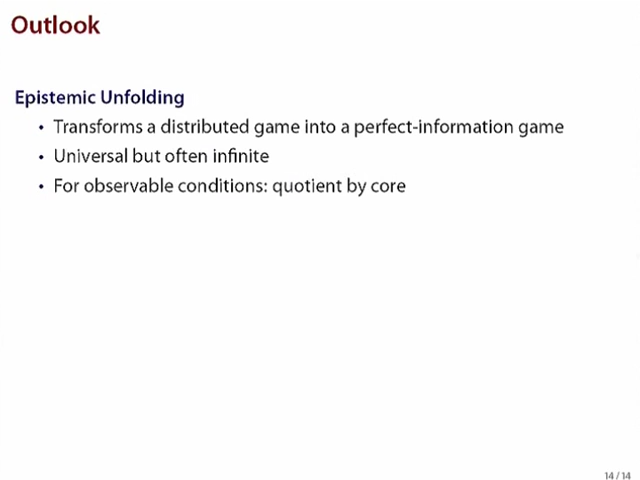 Outlook
Epistemic Unfolding
• Transforms a distributed game into a perfect-information game
• Universal but often infinite
• For observable conditions: quotient by core
14 / 14